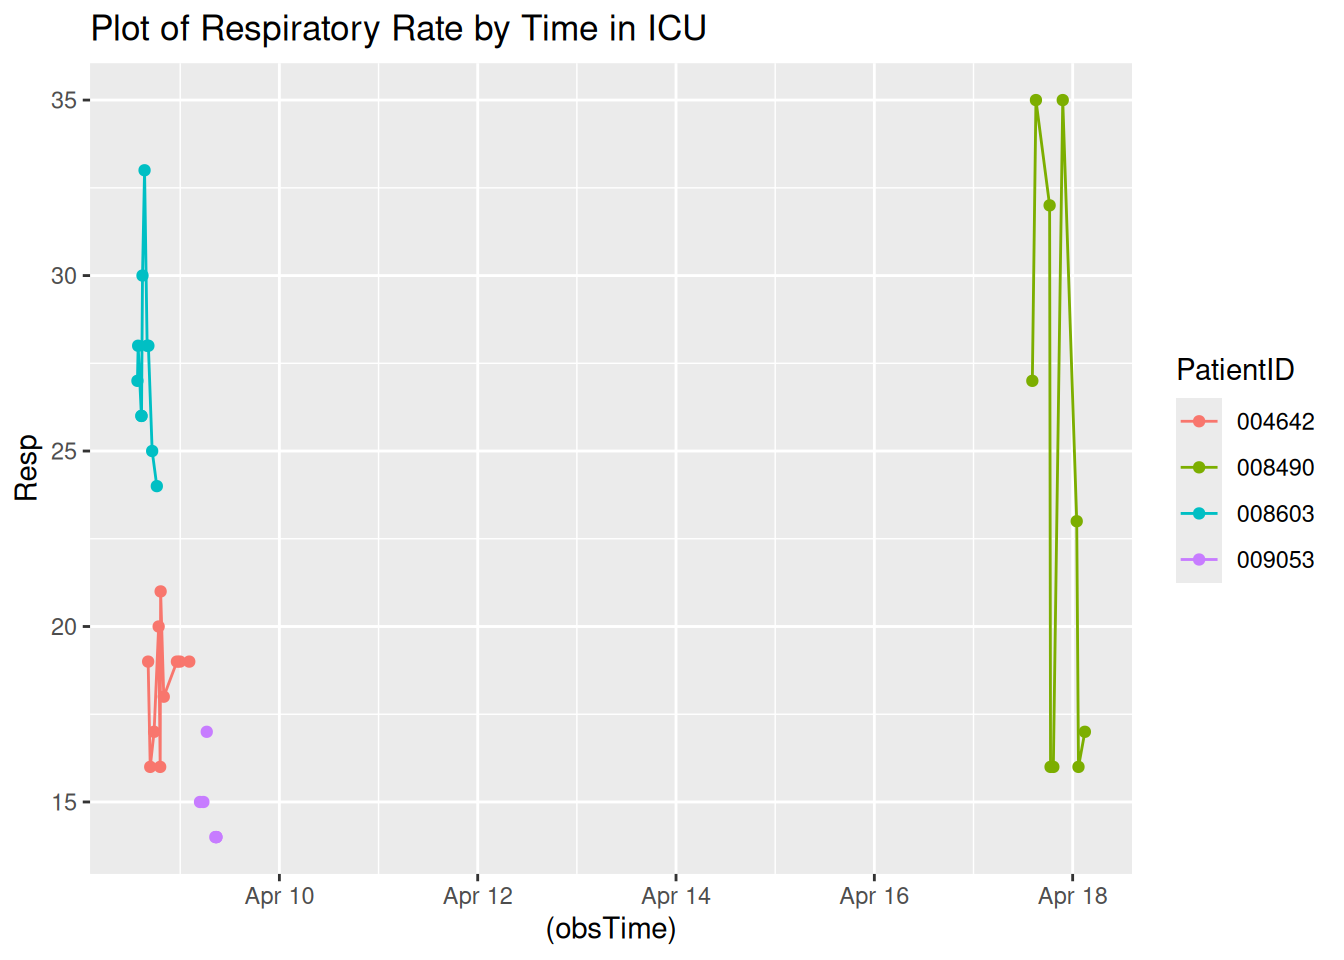 Plot of Respiratory Rate by Time in ICU
35
30
25
20
15
Resp
Apr 10
Apr 12
Apr 14
Apr 16
Apr 18
(obsTime)
PatientID
004642
008490
008603
009053